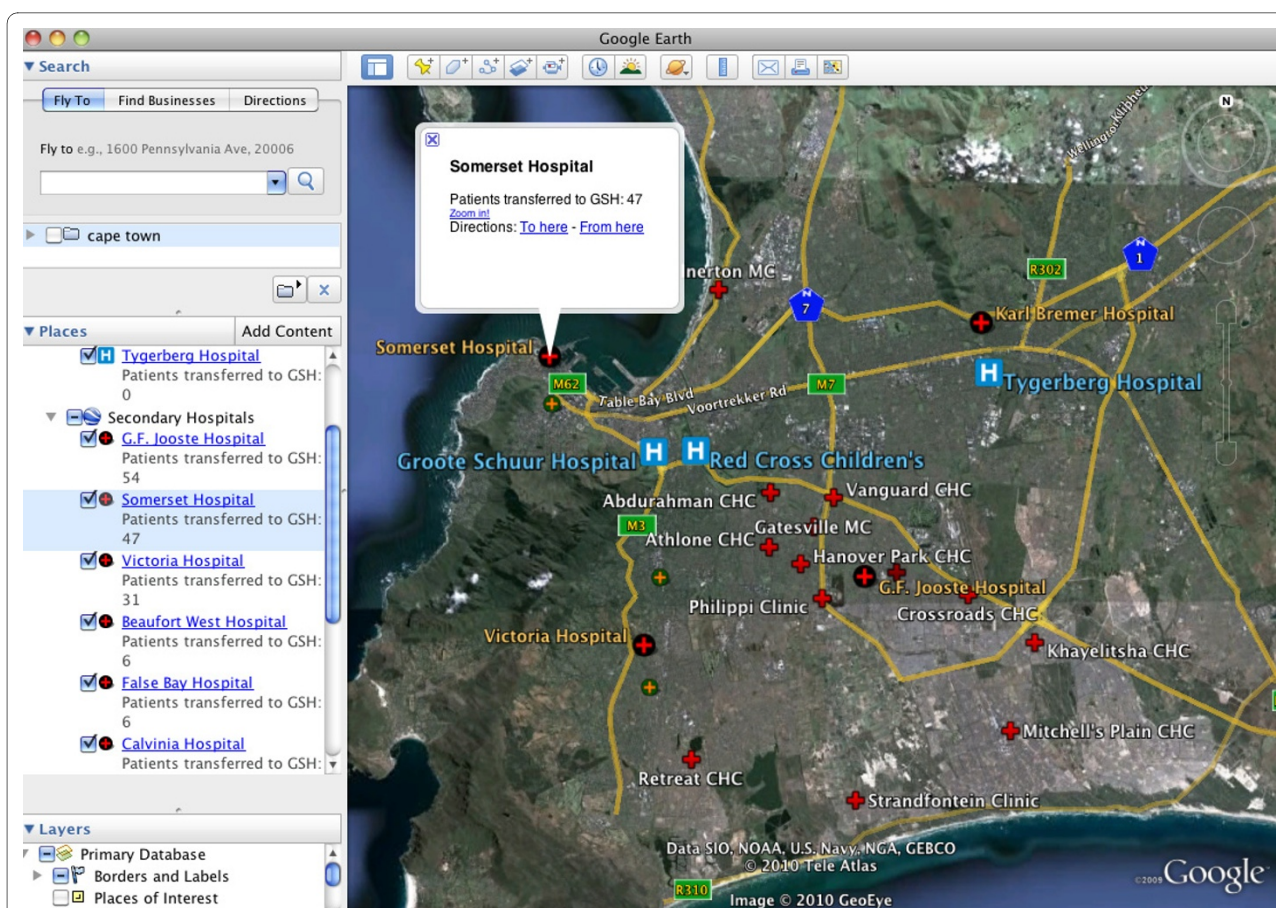 Google Earth
Search
Fly To
Find Businesses
Directions
Fly to e.g., 1600 Pennsylvania Ave, 20006
cape town
Places
Add Content
Tygerberg Hospital
Patients transferred to GSH:
0
Secondary Hospitals
G.F. Jooste Hospital
Patients transferred to GSH:
54
Somerset Hospital
Patients transferred to GSH:
47
Victoria Hospital
Patients transferred to GSH:
31
Beaufort West Hospital
Patients transferred to GSH:
6
False Bay Hospital
Patients transferred to GSH:
6
Calvinia Hospital
Patients transferred to GSH:
Layers
Primary Database
Borders and Labels
Places of Interest
Somerset Hospital
Patients transferred to GSH: 47
Zoom in!
Directions: To here - From here
N
Wellington
Klipheuw
nerton MC
R302
N
1
N
7
Karl Bremer Hospital
Somerset Hospital
M62
Table Bay Blvd
Voortrekker Rd
M7
H
Tygerberg Hospital
Groote Schuur Hospital
H
H
Red Cross Children's
Abdurahman CHC
Vanguard CHC
M3
Gatesville MC
Athlone CHC
Hanover Park CHC
G.F. Jooste Hospital
Philippi Clinic
Crossroads CHC
Victoria Hospital
Khayelitsha CHC
Mitchell's Plain CHC
Retreat CHC
Strandfontein Clinic
Data SIO, NOAA, U.S. Navy, NGA, GEBCO
© 2010 Tele Atlas
R310
Image © 2010 GeoEye
©2009 Google